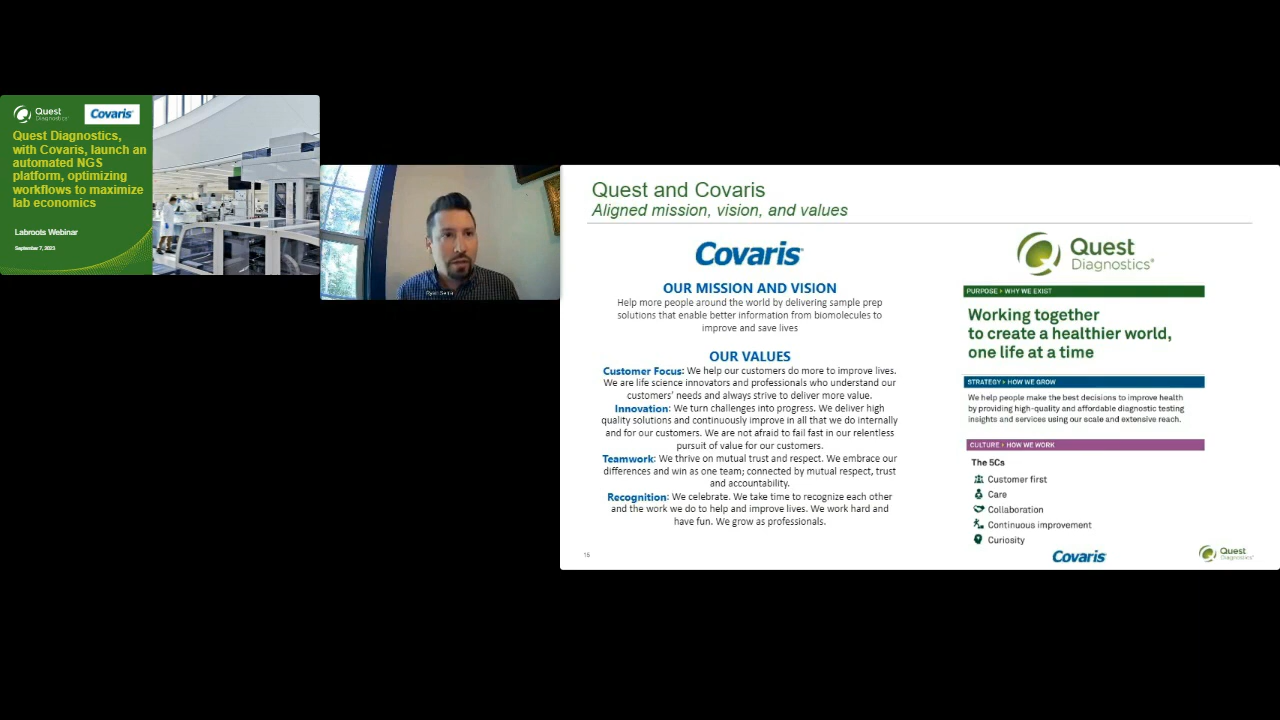 Quest
Diagnostics®
Covaris®
Quest Diagnostics,
with Covaris, launch an
automated NGS
platform, optimizing
workflows to maximize
lab economics
Labroots Webinar
September 7, 2023
Quest and Covaris
Aligned mission, vision, and values
Covaris®
OUR MISSION AND VISION
Help more people around the world by delivering sample prep
solutions that enable better information from biomolecules to
improve and save lives
OUR VALUES
Customer Focus: We help our customers do more to improve lives.
We are life science innovators and professionals who understand our
customers' needs and always strive to deliver more value.
Innovation: We turn challenges into progress. We deliver high
quality solutions and continuously improve in all that we do internally
and for our customers. We are not afraid to fail fast in our relentless
pursuit of value for our customers.
Teamwork: We thrive on mutual trust and respect. We embrace our
differences and win as one team; connected by mutual respect, trust
and accountability.
Recognition: We celebrate. We take time to recognize each other
and the work we do to help and improve lives. We work hard and
have fun. We grow as professionals.
15
Quest
Diagnostics®
PURPOSE > WHY WE EXIST
Working together
to create a healthier world,
one life at a time
STRATEGY > HOW WE GROW
We help people make the best decisions to improve health
by providing high-quality and affordable diagnostic testing
insights and services using our scale and extensive reach.
CULTURE > HOW WE WORK
The 5Cs
Customer first
Care
Collaboration
Continuous improvement
Curiosity
Covaris®
Quest
Diagnostics®